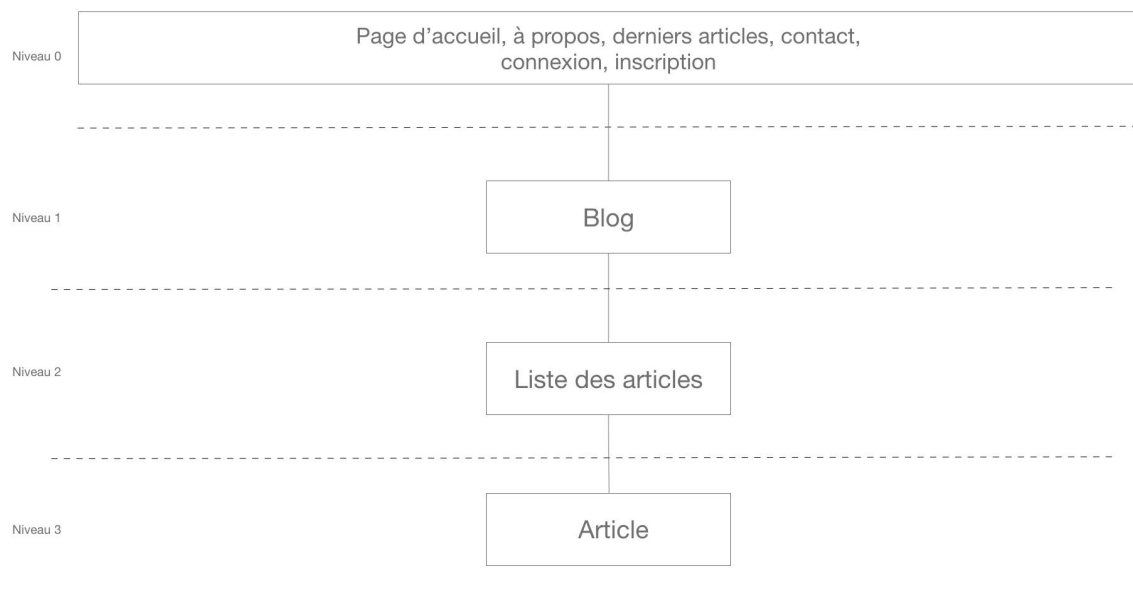 Niveau 0
Page d’accueil, à propos, derniers articles, contact,
connexion, inscription
Niveau 1
Blog
Niveau 2
Liste des articles
Niveau 3
Article